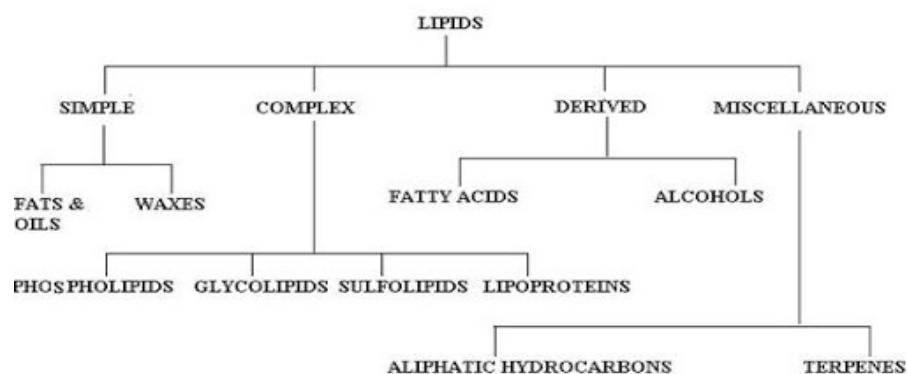 LIPIDS
SIMPLE COMPLEX DERIVED MISCELLANEOUS
FATS & OILS WAXES FATTY ACIDS ALCOHOLS
PHOSPHOLIPIDS GLYCOLIPIDS SULFOLIPIDS LIPOPROTEINS
ALIPHATIC HYDROCARBONS TERPENES